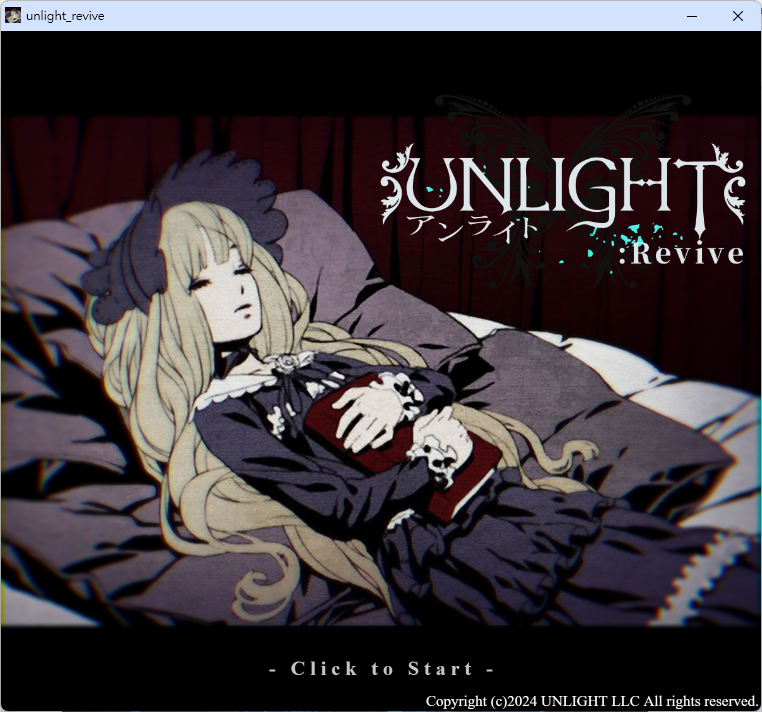 unlight_revive
UNLIGHT
アンライト
:Revive
- Click to Start -
Copyright (c)2024 UNLIGHT LLC All rights reserved.